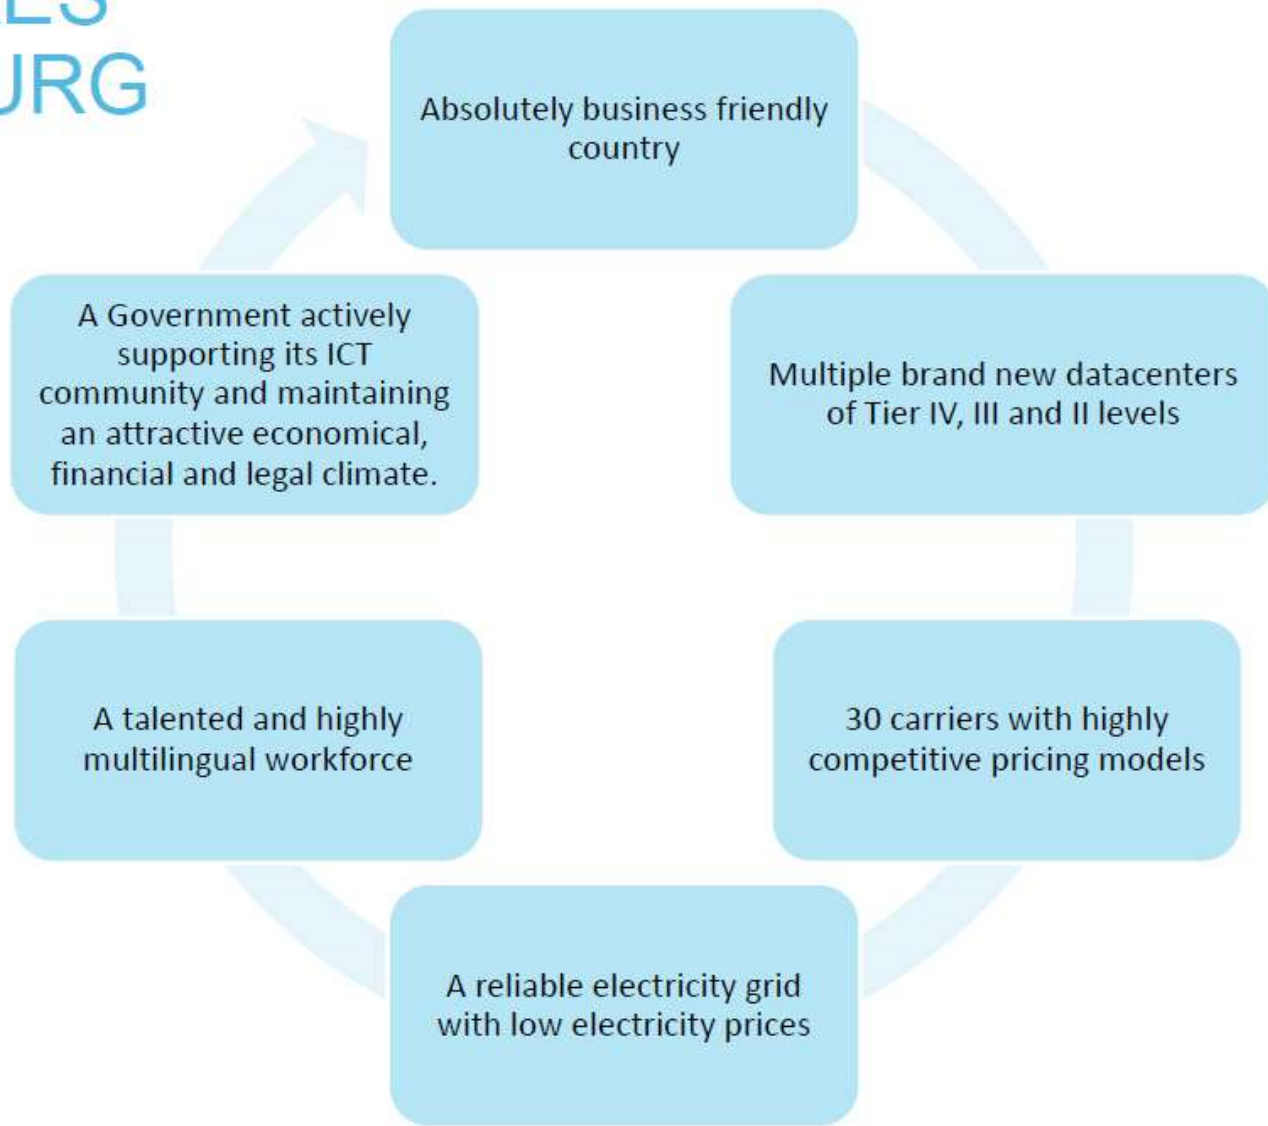 Absolutely business friendly
country
Multiple brand new datacenters
of Tier IV, III and II levels
30 carriers with highly
competitive pricing models
A reliable electricity grid
with low electricity prices
A talented and highly
multilingual workforce
A Government actively
supporting its ICT
community and maintaining
an attractive economical,
financial and legal climate.